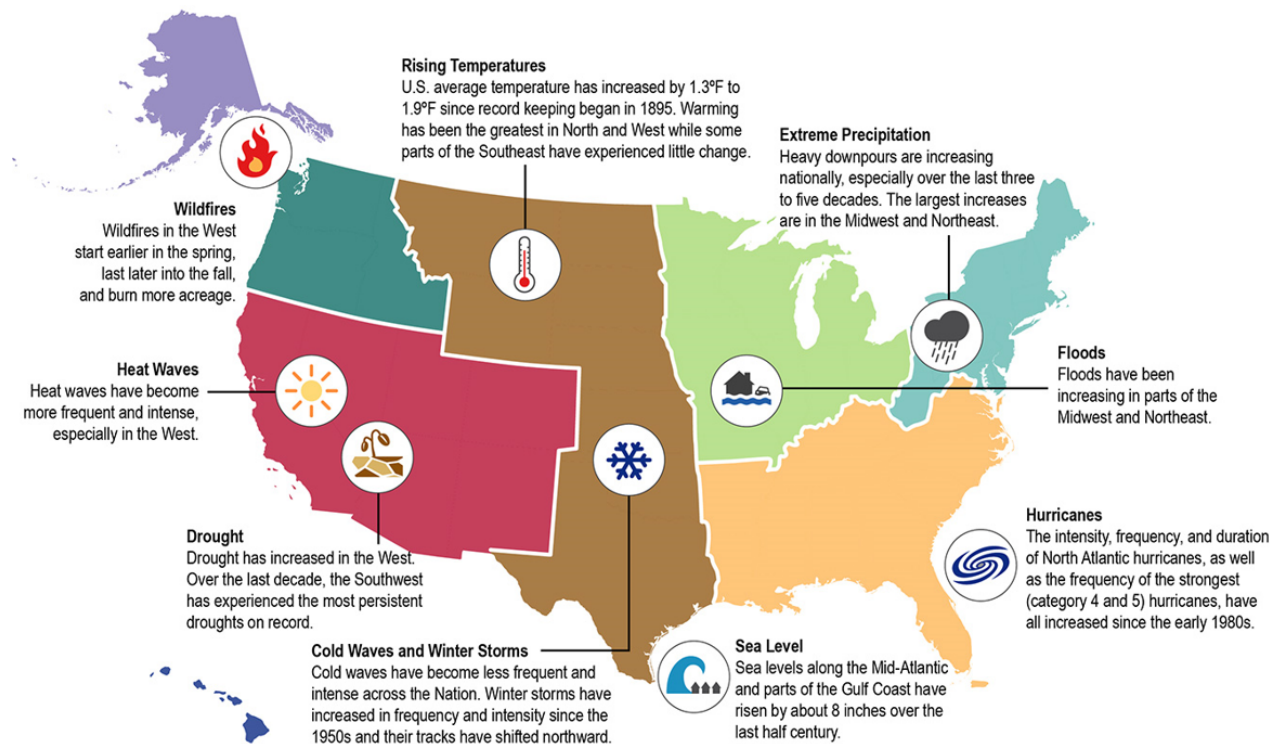 Rising Temperatures
U.S. average temperature has increased by 1.3ºF to
1.9ºF since record keeping began in 1895. Warming
has been the greatest in North and West while some
parts of the Southeast have experienced little change.
Extreme Precipitation
Heavy downpours are increasing
nationally, especially over the last three
to five decades. The largest increases
are in the Midwest and Northeast.
Wildfires
Wildfires in the West
start earlier in the spring,
last later into the fall,
and burn more acreage.
Heat Waves
Heat waves have become
more frequent and intense,
especially in the West.
Floods
Floods have been
increasing in parts of the
Midwest and Northeast.
Drought
Drought has increased in the West.
Over the last decade, the Southwest
has experienced the most persistent
droughts on record.
Hurricanes
The intensity, frequency, and duration
of North Atlantic hurricanes, as well
as the frequency of the strongest
(category 4 and 5) hurricanes, have
all increased since the early 1980s.
Cold Waves and Winter Storms
Cold waves have become less frequent and
intense across the Nation. Winter storms have
increased in frequency and intensity since the
1950s and their tracks have shifted northward.
Sea Level
Sea levels along the Mid-Atlantic
and parts of the Gulf Coast have
risen by about 8 inches over the
last half century.